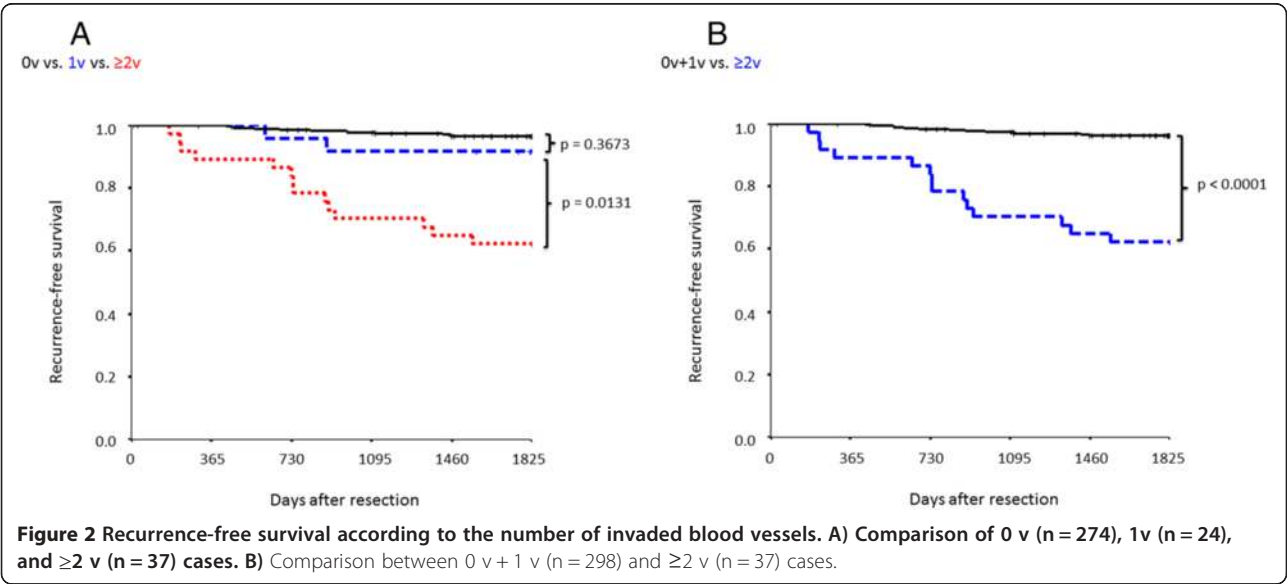 A
0v vs. 1v vs. ≥2v
Recurrence-free survival
1.0
0.8
0.6
0.4
0.2
0.0
0 365 730 1095 1460 1825
Days after resection
p = 0.3673
p = 0.0131
B
0v+1v vs. ≥2v
Recurrence-free survival
1.0
0.8
0.6
0.4
0.2
0.0
0 365 730 1095 1460 1825
Days after resection
p < 0.0001
Figure 2 Recurrence-free survival according to the number of invaded blood vessels. A) Comparison of 0 v (n = 274), 1v (n = 24),
and ≥2 v (n = 37) cases. B) Comparison between 0 v + 1 v (n = 298) and ≥2 v (n = 37) cases.